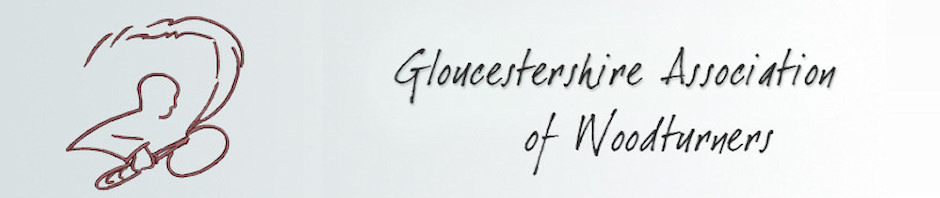 Gloucestershire Association
of Woodturners